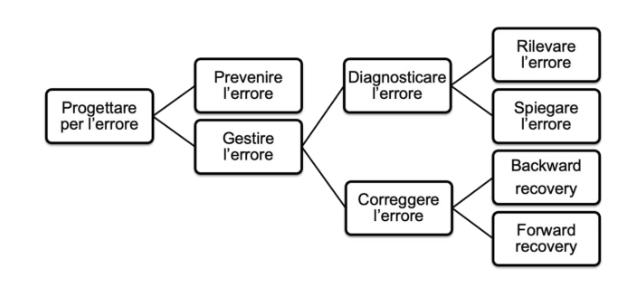 Progettare
per l'errore
Prevenire
l'errore
Gestire
l'errore
Diagnosticare
l'errore
Correggere
l'errore
Rilevare
l'errore
Spiegare
l'errore
Backward
recovery
Forward
recovery